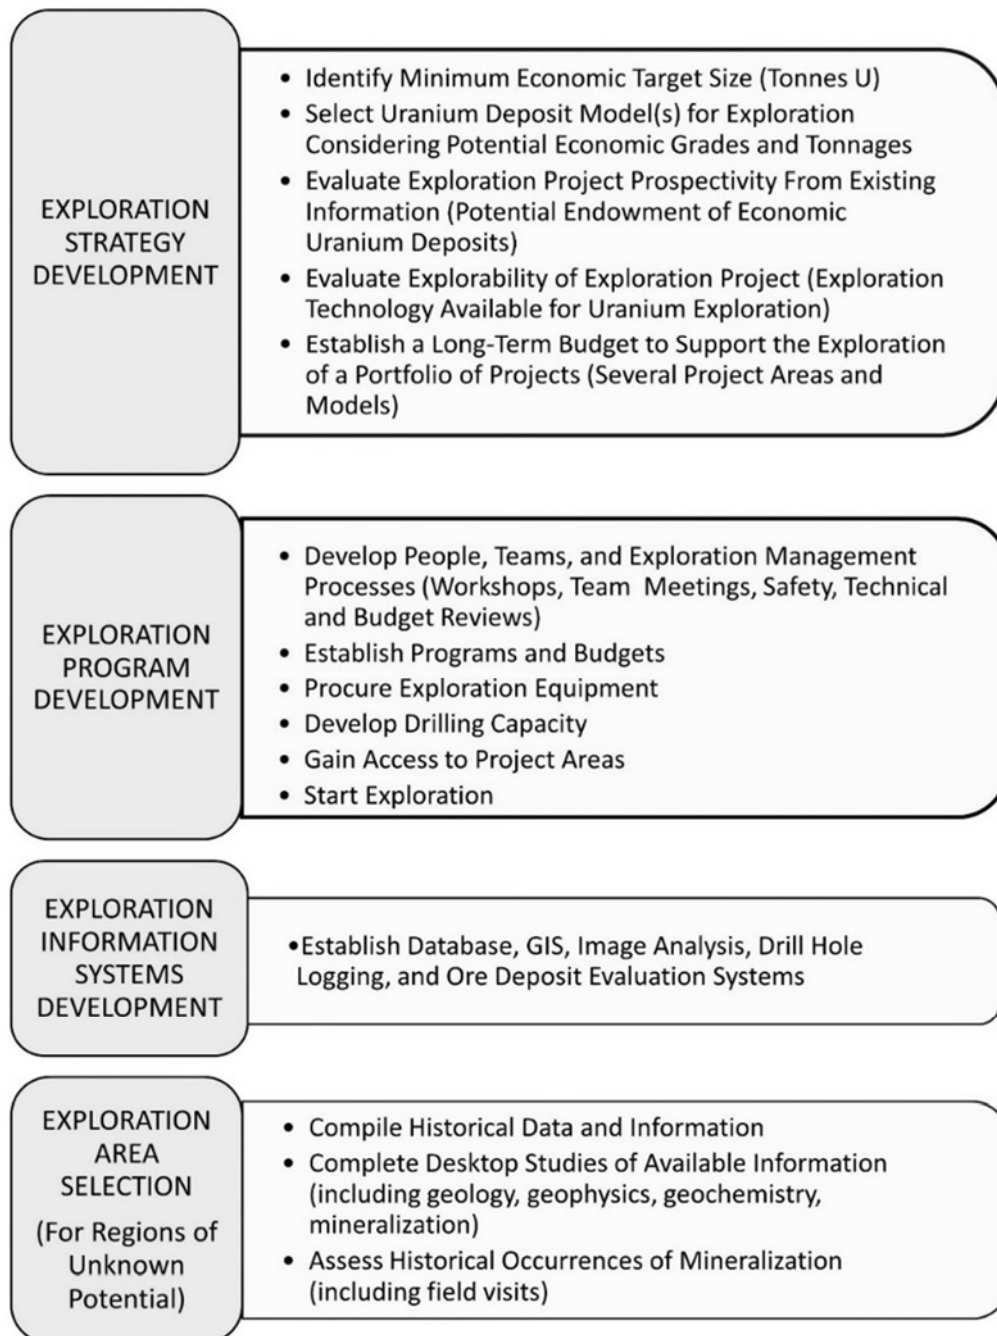 EXPLORATION
STRATEGY
DEVELOPMENT
• Identify Minimum Economic Target Size (Tonnes U)
• Select Uranium Deposit Model(s) for Exploration
Considering Potential Economic Grades and Tonnages
• Evaluate Exploration Project Prospectivity From Existing
Information (Potential Endowment of Economic
Uranium Deposits)
• Evaluate Explorability of Exploration Project (Exploration
Technology Available for Uranium Exploration)
• Establish a Long-Term Budget to Support the Exploration
of a Portfolio of Projects (Several Project Areas and
Models)
EXPLORATION
PROGRAM
DEVELOPMENT
• Develop People, Teams, and Exploration Management
Processes (Workshops, Team Meetings, Safety, Technical
and Budget Reviews)
• Establish Programs and Budgets
• Procure Exploration Equipment
• Develop Drilling Capacity
• Gain Access to Project Areas
• Start Exploration
EXPLORATION
INFORMATION
SYSTEMS
DEVELOPMENT
•Establish Database, GIS, Image Analysis, Drill Hole
Logging, and Ore Deposit Evaluation Systems
EXPLORATION
AREA
SELECTION
(For Regions of
Unknown
Potential)
• Compile Historical Data and Information
• Complete Desktop Studies of Available Information
(including geology, geophysics, geochemistry,
mineralization)
• Assess Historical Occurrences of Mineralization
(including field visits)